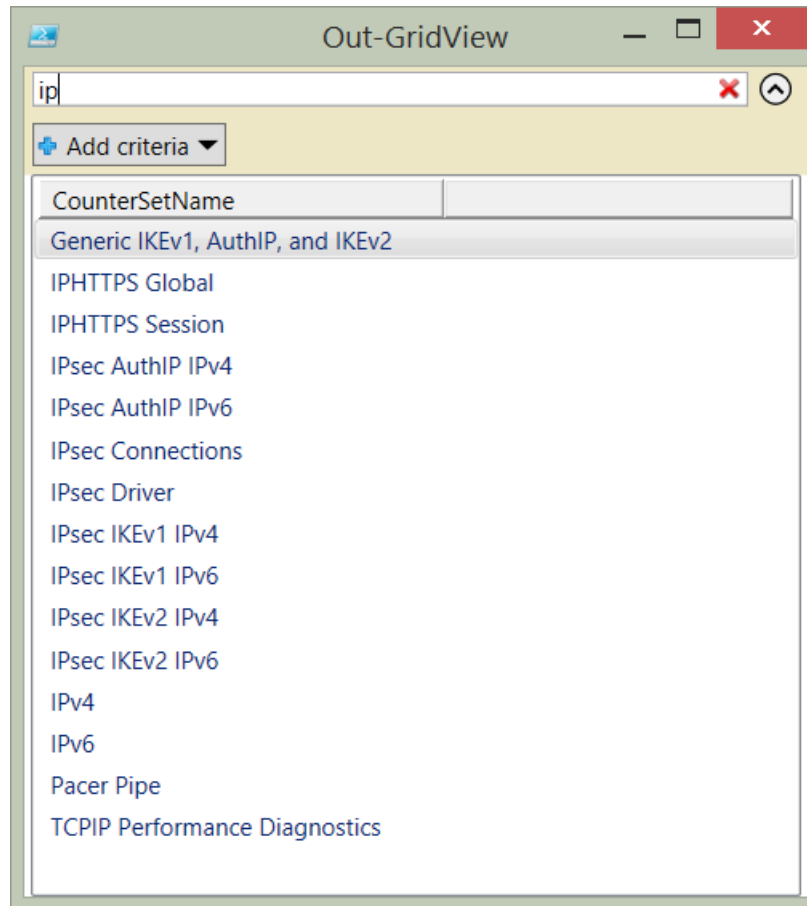 Out-GridView
ip
Add criteria
CounterSetName
Generic IKEv1, AuthIP, and IKEv2
IPHTTPS Global
IPHTTPS Session
IPsec AuthIP IPv4
IPsec AuthIP IPv6
IPsec Connections
IPsec Driver
IPsec IKEv1 IPv4
IPsec IKEv1 IPv6
IPsec IKEv2 IPv4
IPsec IKEv2 IPv6
IPv4
IPv6
Pacer Pipe
TCPIP Performance Diagnostics